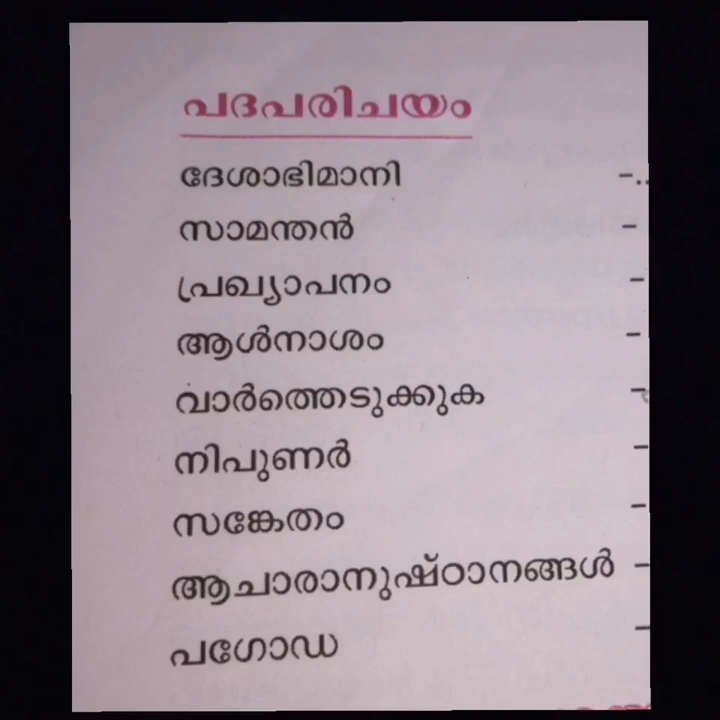 പദപരിചയം
ദേശാഭിമാനി -..
സാമന്തൻ -
പ്രഖ്യാപനം -
ആൾനാശം -
വാർത്തെടുക്കുക -
നിപുണർ -
സങ്കേതം -
ആചാരാനുഷ്ഠാനങ്ങൾ -
പഗോഡ -